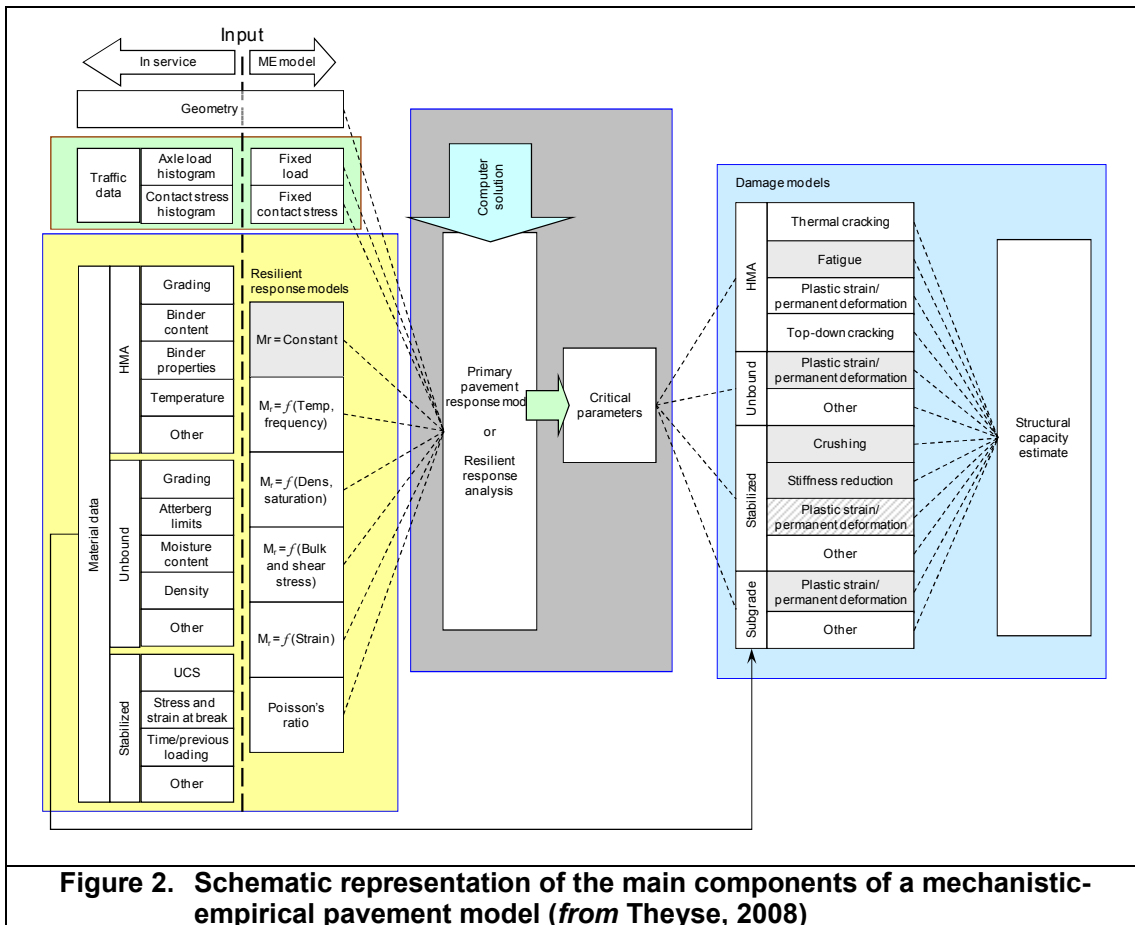 Input
In service
ME model
Geometry
Traffic
data
Axle load
histogram
Contact stress
histogram
Fixed
load
Fixed
contact stress
Material data
HMA
Grading
Binder
content
Binder
properties
Temperature
Other
Unbound
Grading
Atterberg
limits
Moisture
content
Density
Other
Stabilized
UCS
Stress and
strain at break
Time/previous
loading
Other
Resilient
response models
Mr = Constant
Mr = f(Temp,
frequency)
Mr = f(Dens,
saturation)
Mr = f(Bulk
and shear
stress)
Mr = f(Strain)
Poisson's
ratio
Computer
solution
Primary
pavement
response mod
or
Resilient
response
analysis
Critical
parameters
Damage models
HMA
Thermal cracking
Fatigue
Plastic strain/
permanent deformation
Top-down cracking
Unbound
Plastic strain/
permanent deformation
Other
Stabilized
Crushing
Stiffness reduction
Plastic strain/
permanent deformation
Other
Subgrade
Plastic strain/
permanent deformation
Other
Structural
capacity
estimate
Figure 2. Schematic representation of the main components of a mechanistic-
empirical pavement model (from Theyse, 2008)